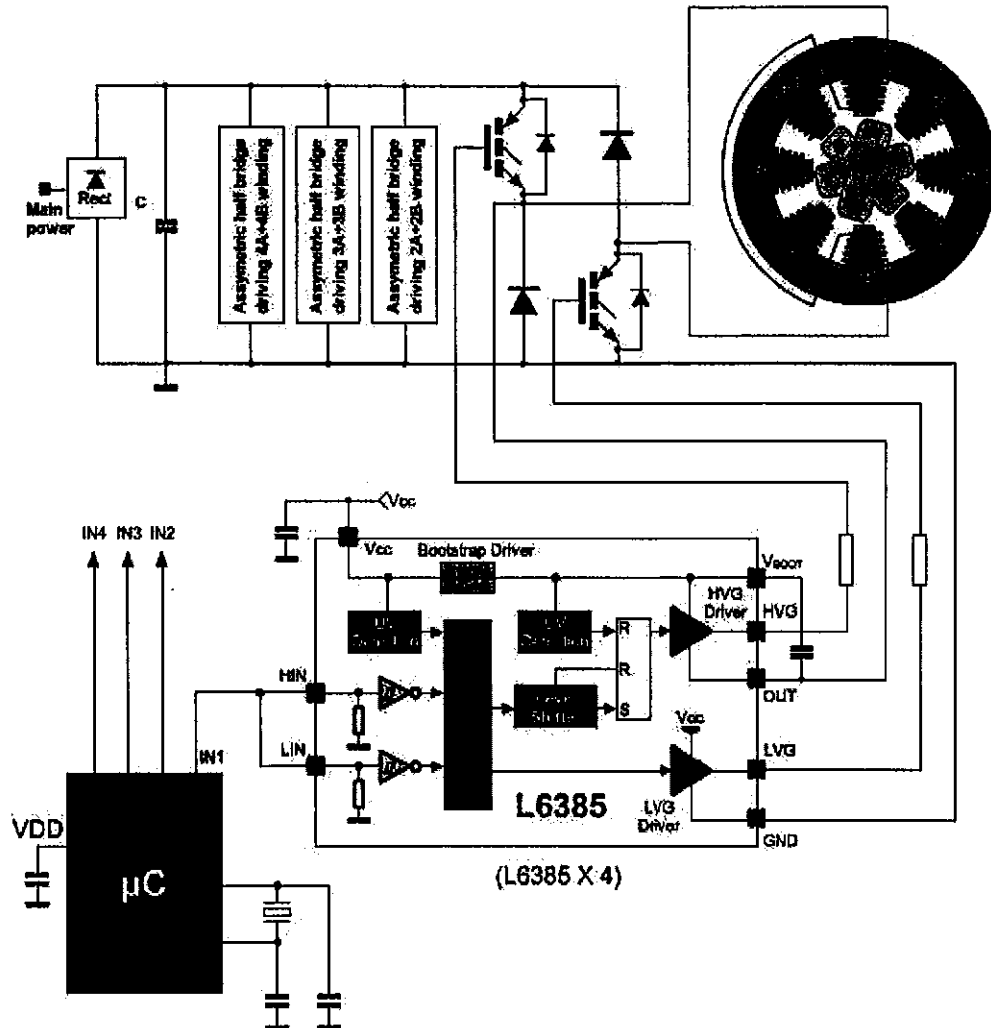 Rect
Main
power
C
Assymetric half bridge
driving 4A+4B winding
Assymetric half bridge
driving 3A+3B winding
Assymetric half bridge
driving 2A+2B winding
Vcc
IN4
IN3
IN2
Vcc
Bootstrap Driver
VBOOT
HVG
Driver
HVG
R
R
S
HIN
OUT
Vcc
LIN
LVG
IN1
L6385
LVG
Driver
GND
VDD
µC
(L6385 X 4)